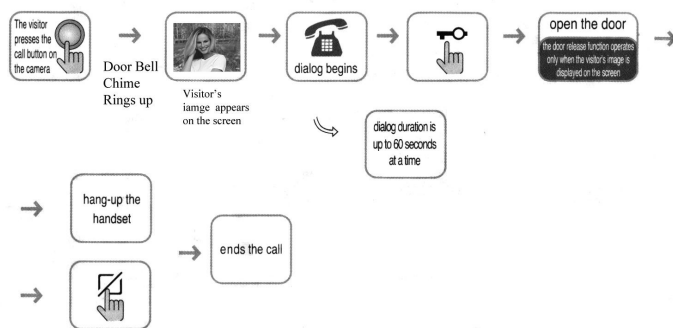 The visitor
presses the
call button on
the camera
Door Bell
Chime
Rings up
Visitor's
iamge appears
on the screen
dialog begins
dialog duration is
up to 60 seconds
at a time
open the door
the door release function operates
only when the visitor's image is
displayed on the screen
hang-up the
handset
ends the call